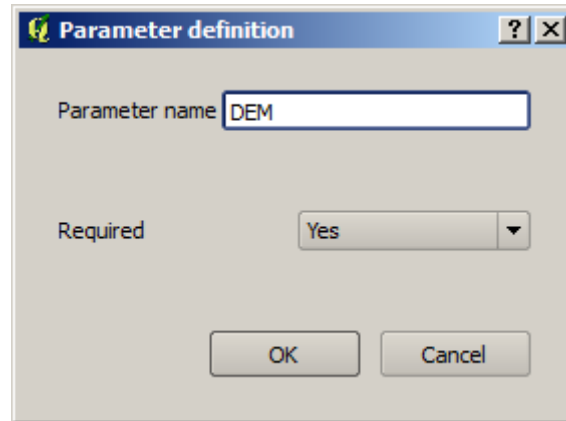 Parameter definition
Parameter name DEM
Required Yes
OK Cancel